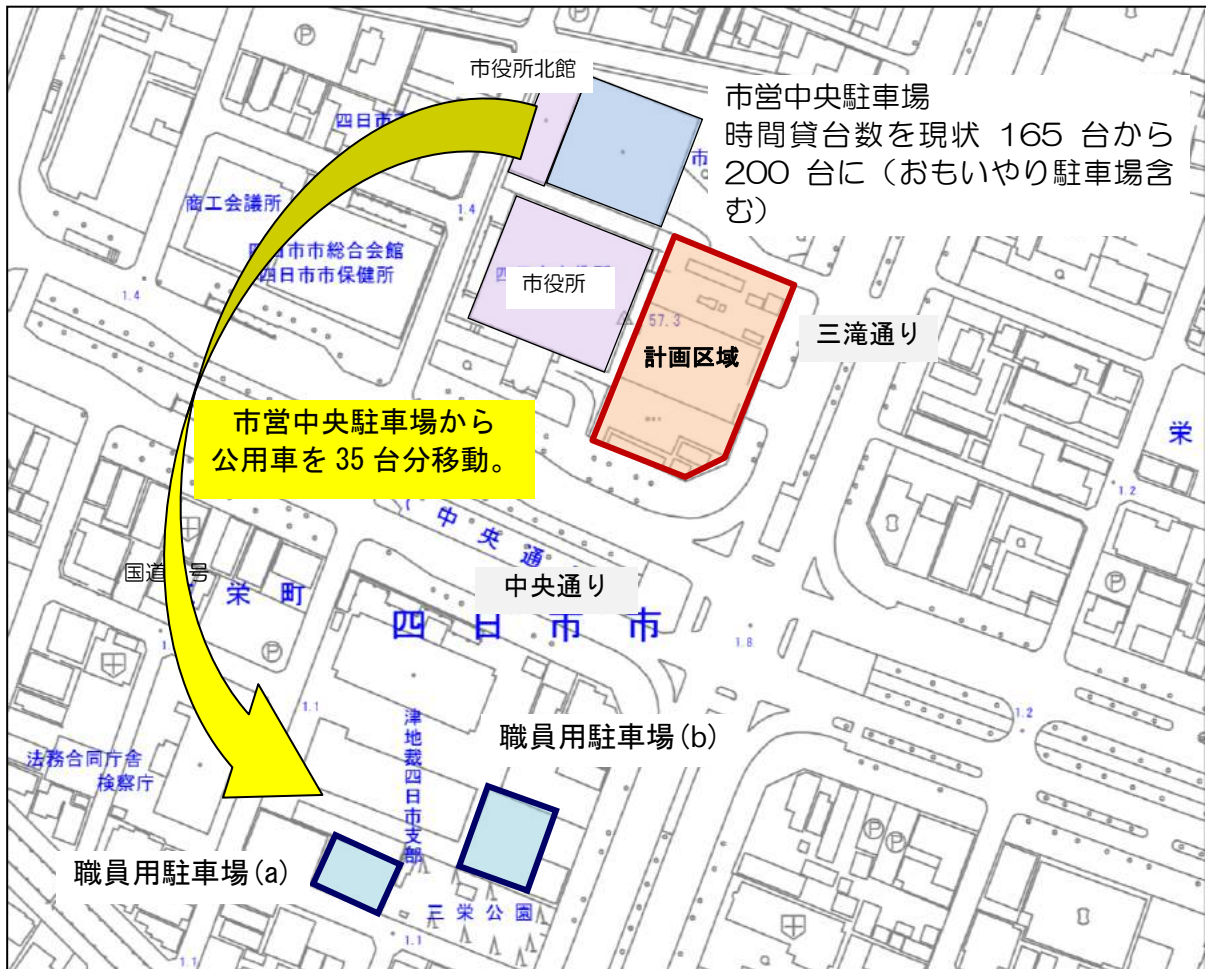 市役所北館
市営中央駐車場
時間貸台数を現状 165 台から
200 台に（おもいやり駐車場含
む）
四日市
市
商工会議所
1.4
四日市市総合会館
四日市市保健所
市役所
1.4
57.3
計画区域
三滝通り
栄
市営中央駐車場から
公用車を 35 台分移動。
1.2
中央通
国道 号
栄町
中央通り
四日市市
1.8
1.1
1.2
津地裁四日市支部
職員用駐車場(b)
法務合同庁舎
検察庁
職員用駐車場(a)
三栄公園
1.1
1.1
P
P
P
P
P